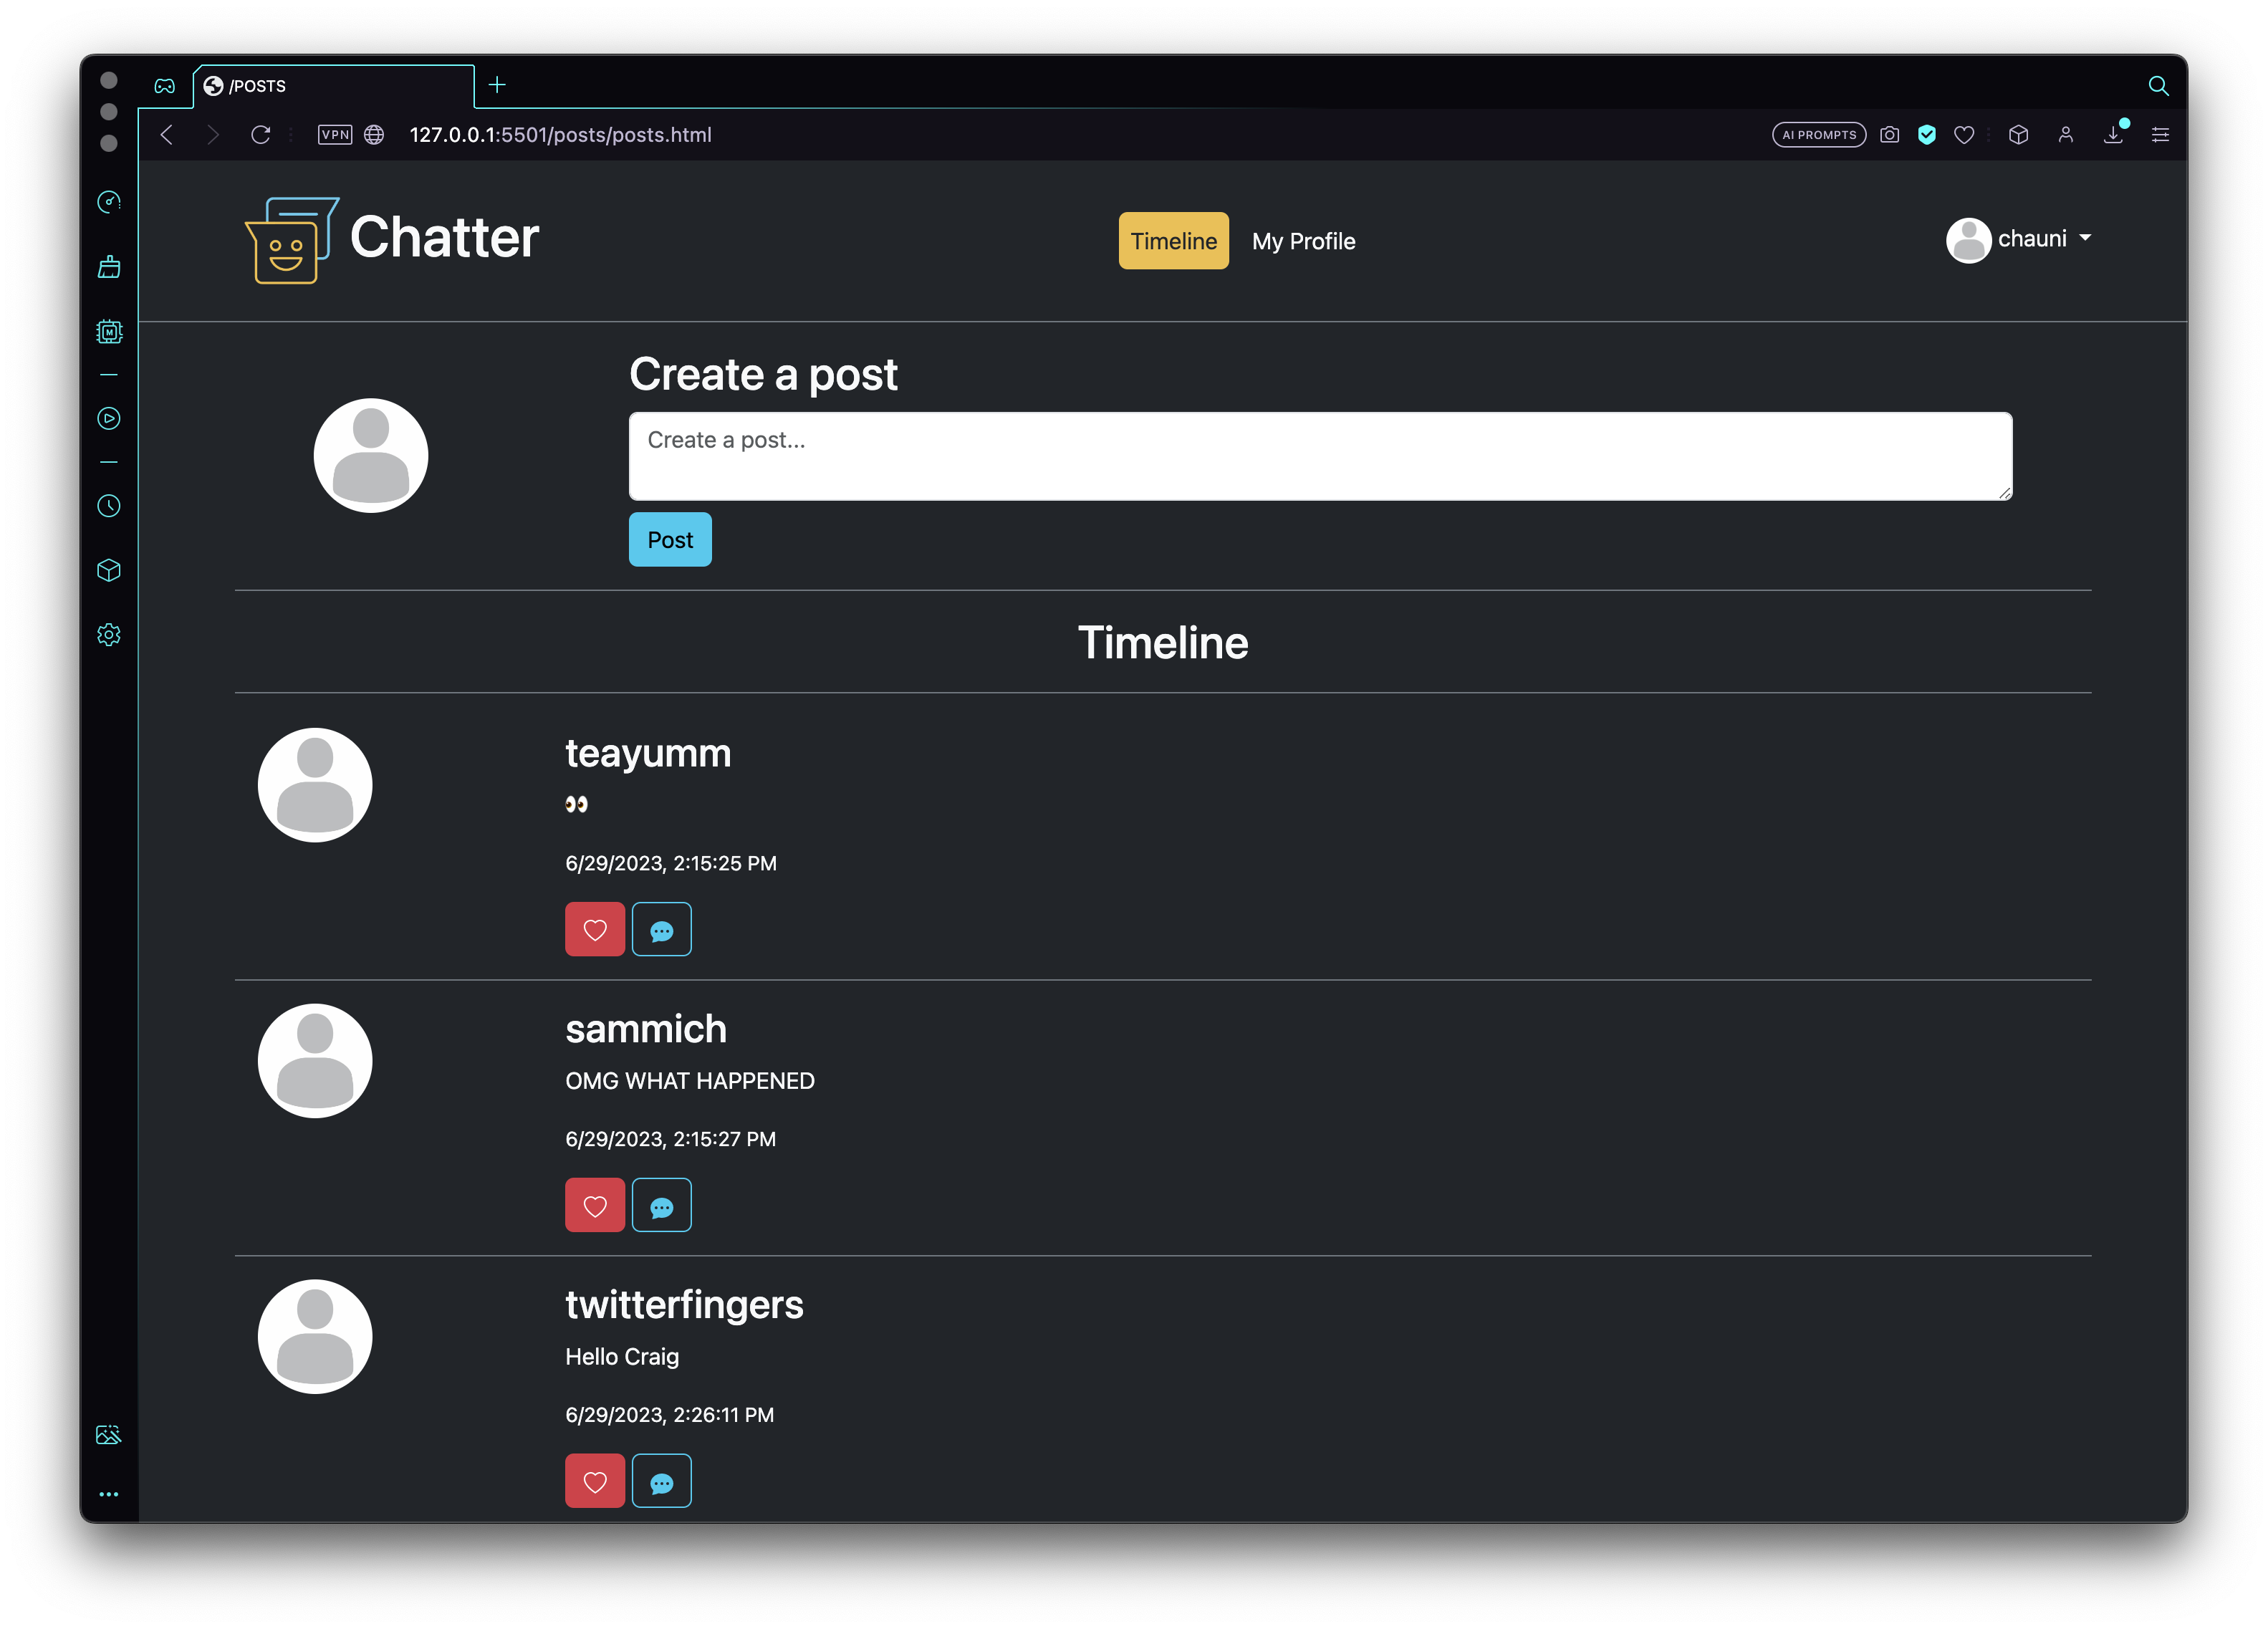 /POSTS
VPN
127.0.0.1:5501/posts/posts.html
AI PROMPTS
M
Chatter
Timeline
My Profile
chauni
Create a post
Create a post...
Post
Timeline
teayumm
👀
6/29/2023, 2:15:25 PM
sammich
OMG WHAT HAPPENED
6/29/2023, 2:15:27 PM
twitterfingers
Hello Craig
6/29/2023, 2:26:11 PM